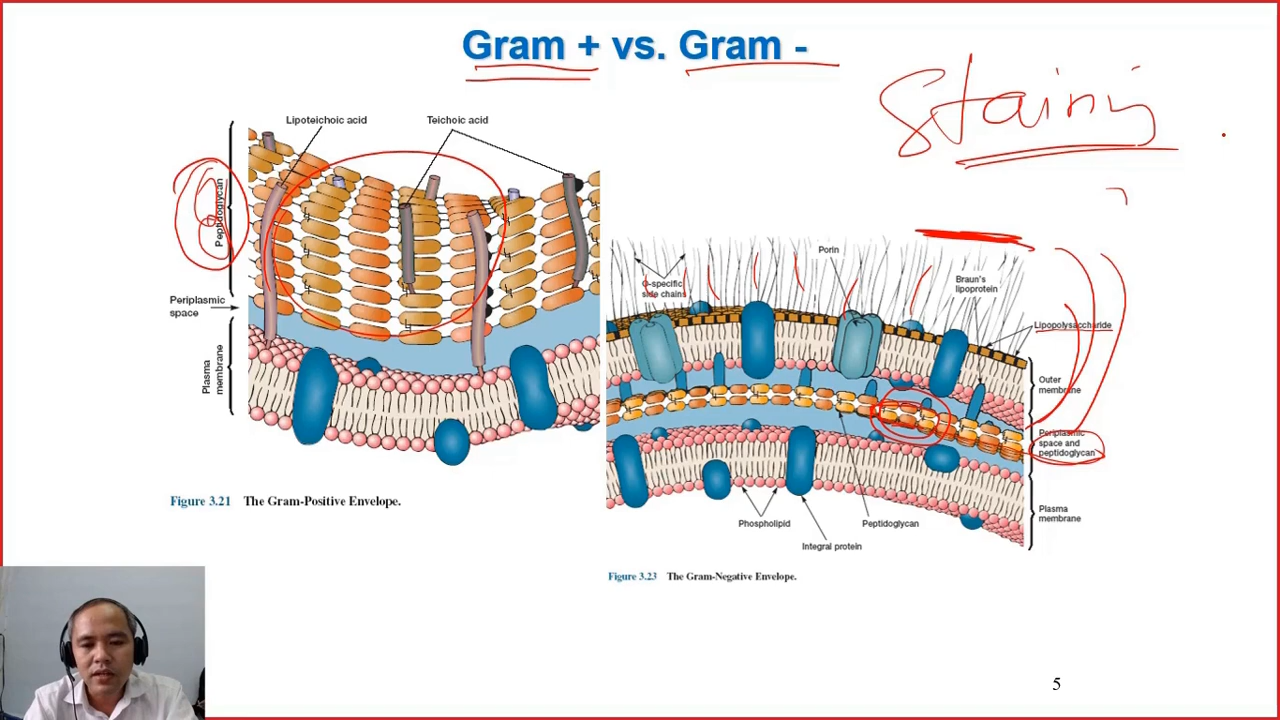 Gram + vs. Gram -
Staining
Lipoteichoic acid
Teichoic acid
Peptidoglycan
Periplasmic
space
Plasma
membrane
Figure 3.21 The Gram-Positive Envelope.
O-specific
side chains
Porin
Braun's
lipoprotein
Lipopolysaccharide
Outer
membrane
Periplasmic
space and
peptidoglycan
Plasma
membrane
Phospholipid
Integral protein
Peptidoglycan
Figure 3.23 The Gram-Negative Envelope.
5